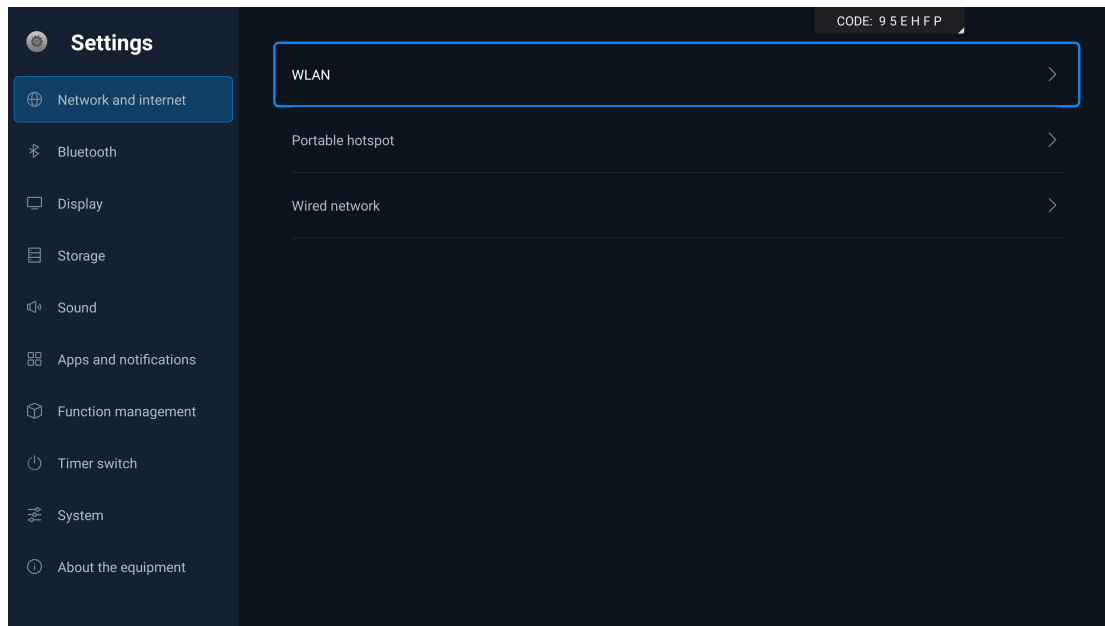 CODE: 9 5 E H F P
Settings
WLAN
Network and internet
Portable hotspot
Bluetooth
Display
Wired network
Storage
Sound
Apps and notifications
Function management
Timer switch
System
About the equipment